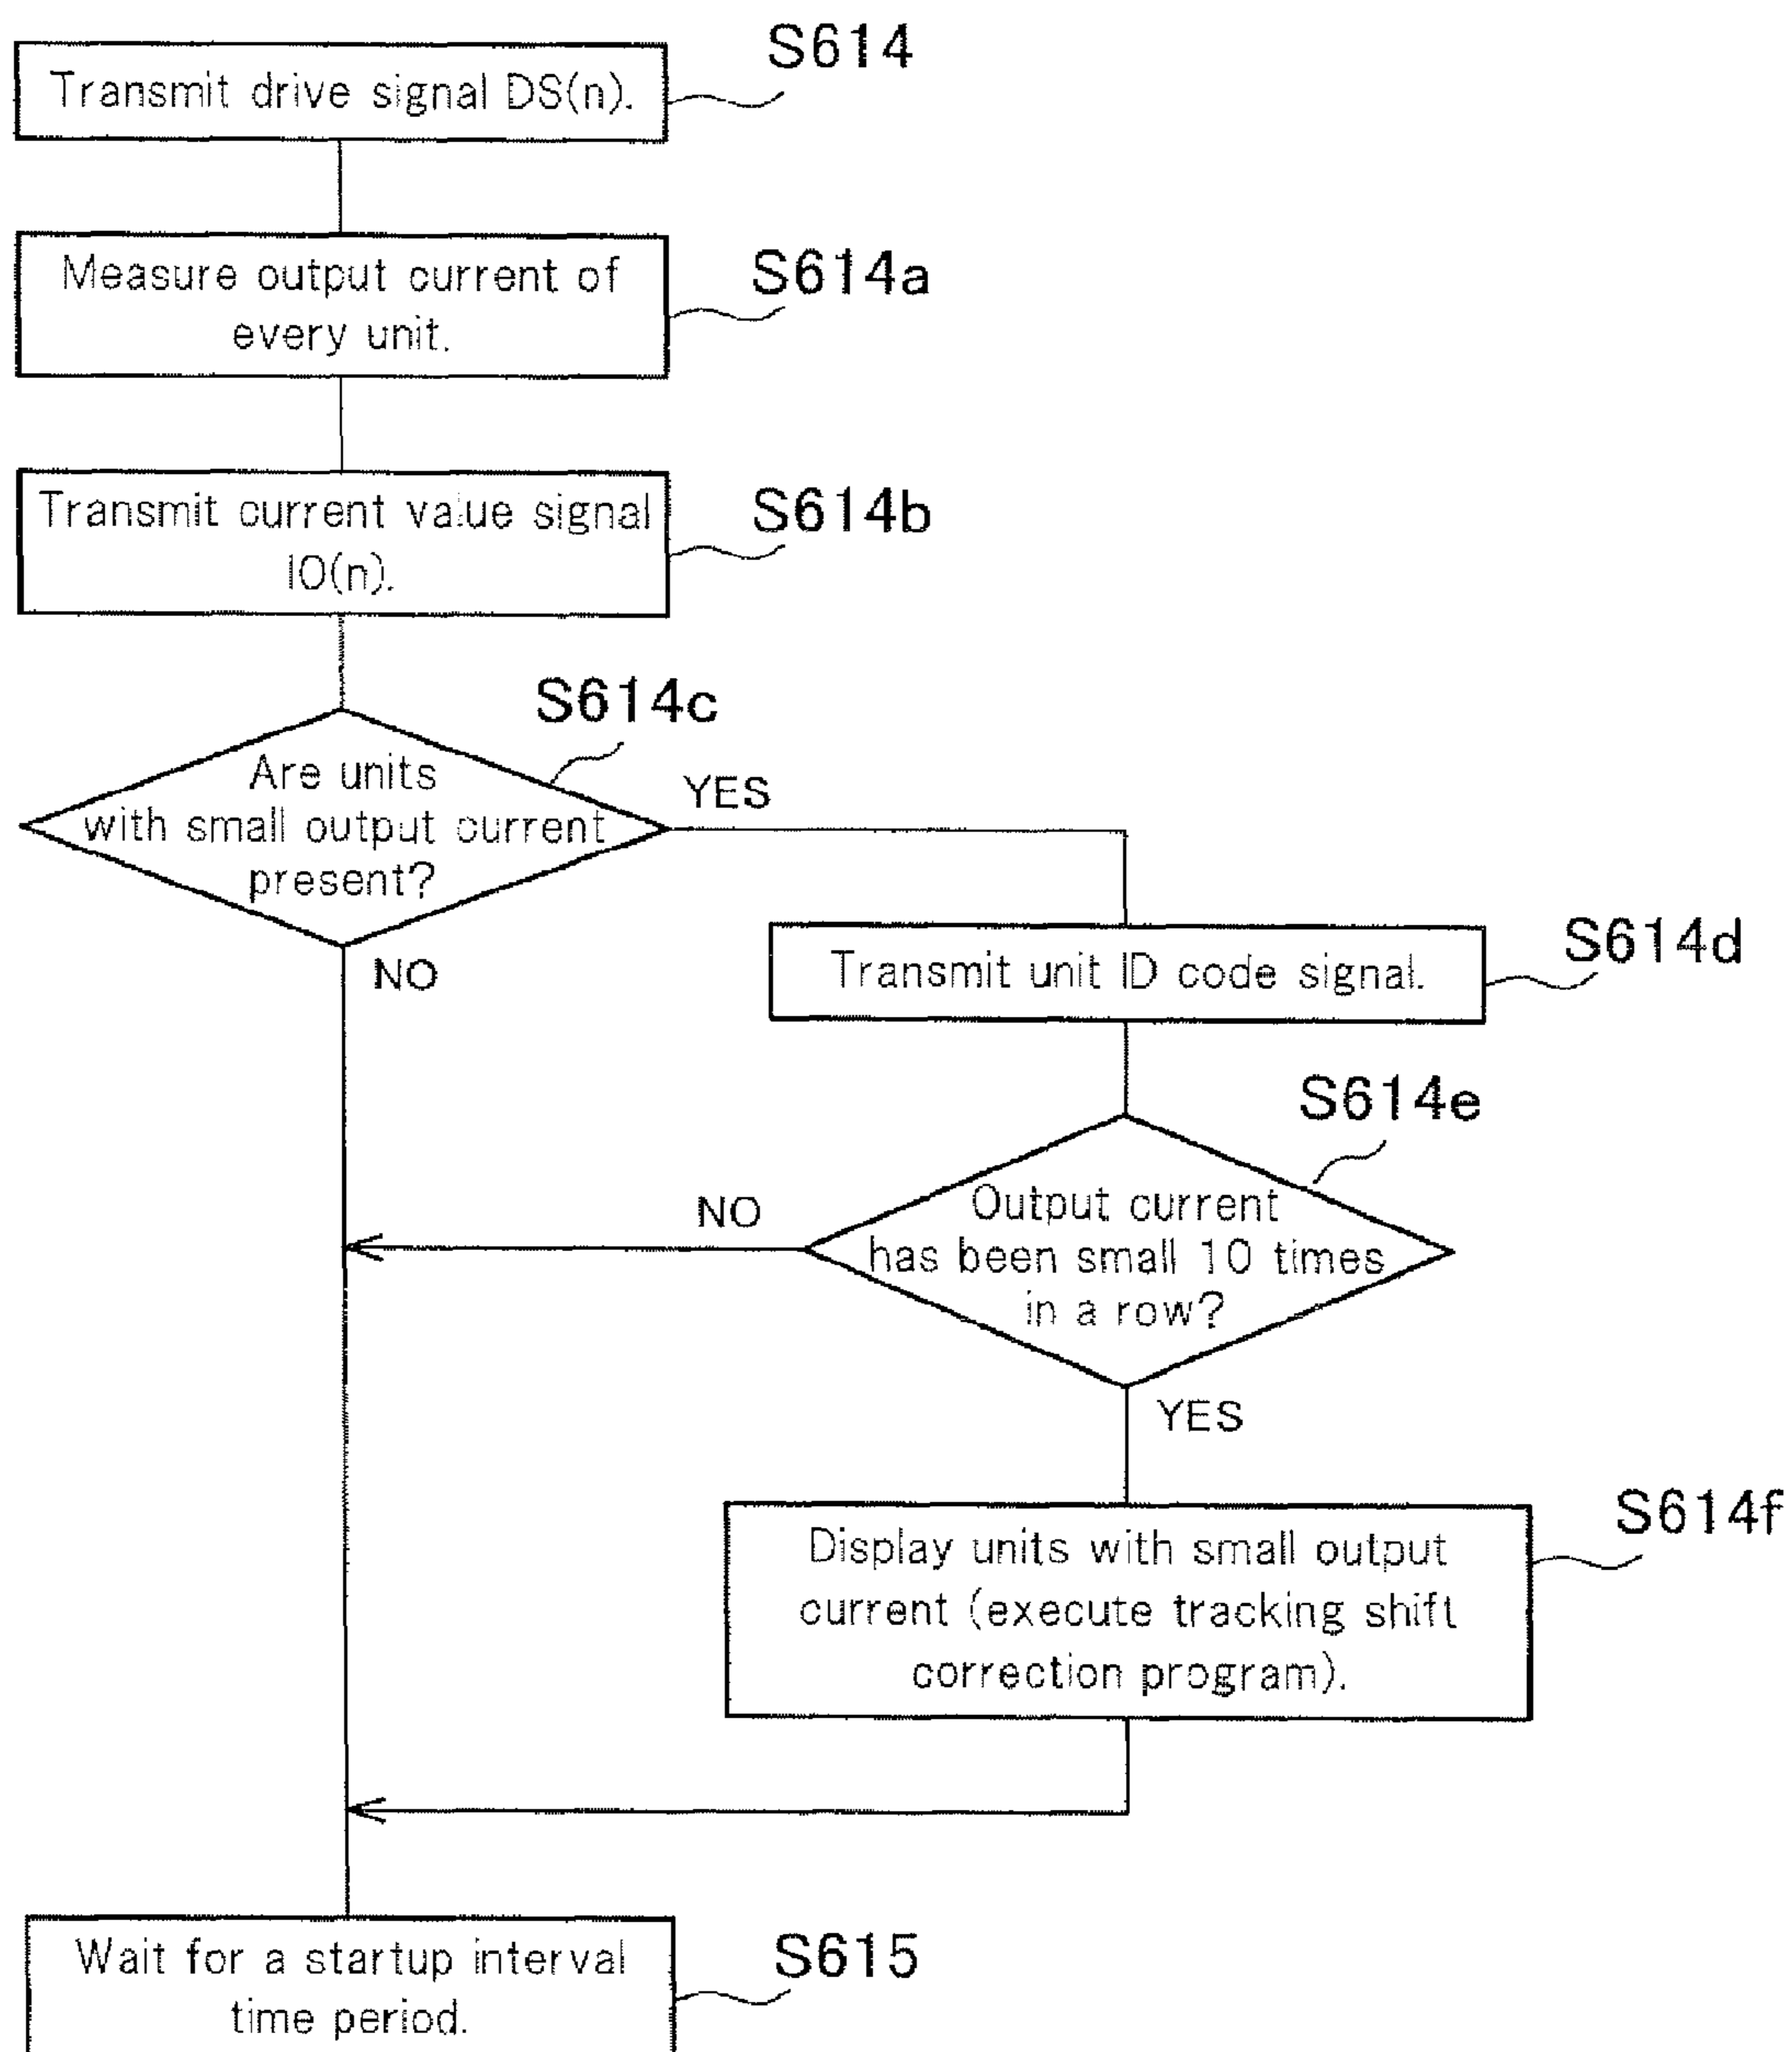 S614
Transmit drive signal DS(n).
S614a
Measure output current of
every unit.
S614b
Transmit current value signal
IO(n).
S614c
Are units
with small output current
present?
YES
NO
S614d
Transmit unit ID code signal.
S614e
Output current
has been small 10 times
in a row?
NO
YES
S614f
Display units with small output
current (execute tracking shift
correction program).
S615
Wait for a startup interval
time period.